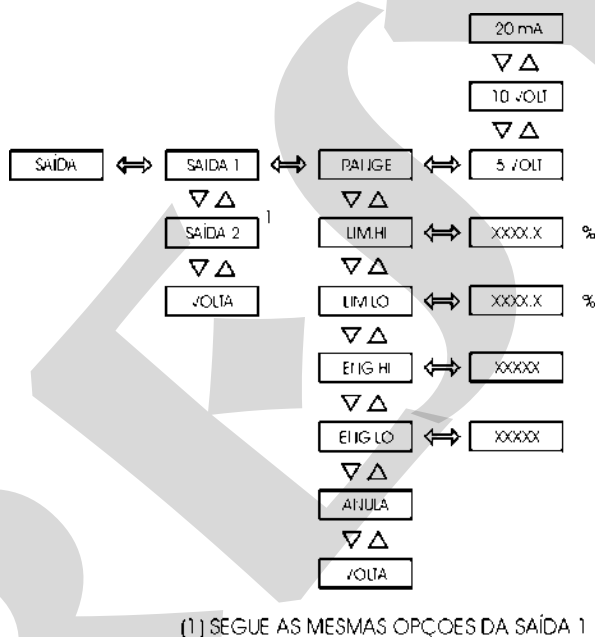 20 mA
10 VOLT
SAÍDA SAIDA 1 RANGE 5 VOLT
SAÍDA 2 1 LIM.HI XXXX.X %
VOLTA LIM.LO XXXX.X %
ENG HI XXXXX
ENG LO XXXXX
ANULA
VOLTA
(1) SEGUE AS MESMAS OPÇOES DA SAÍDA 1